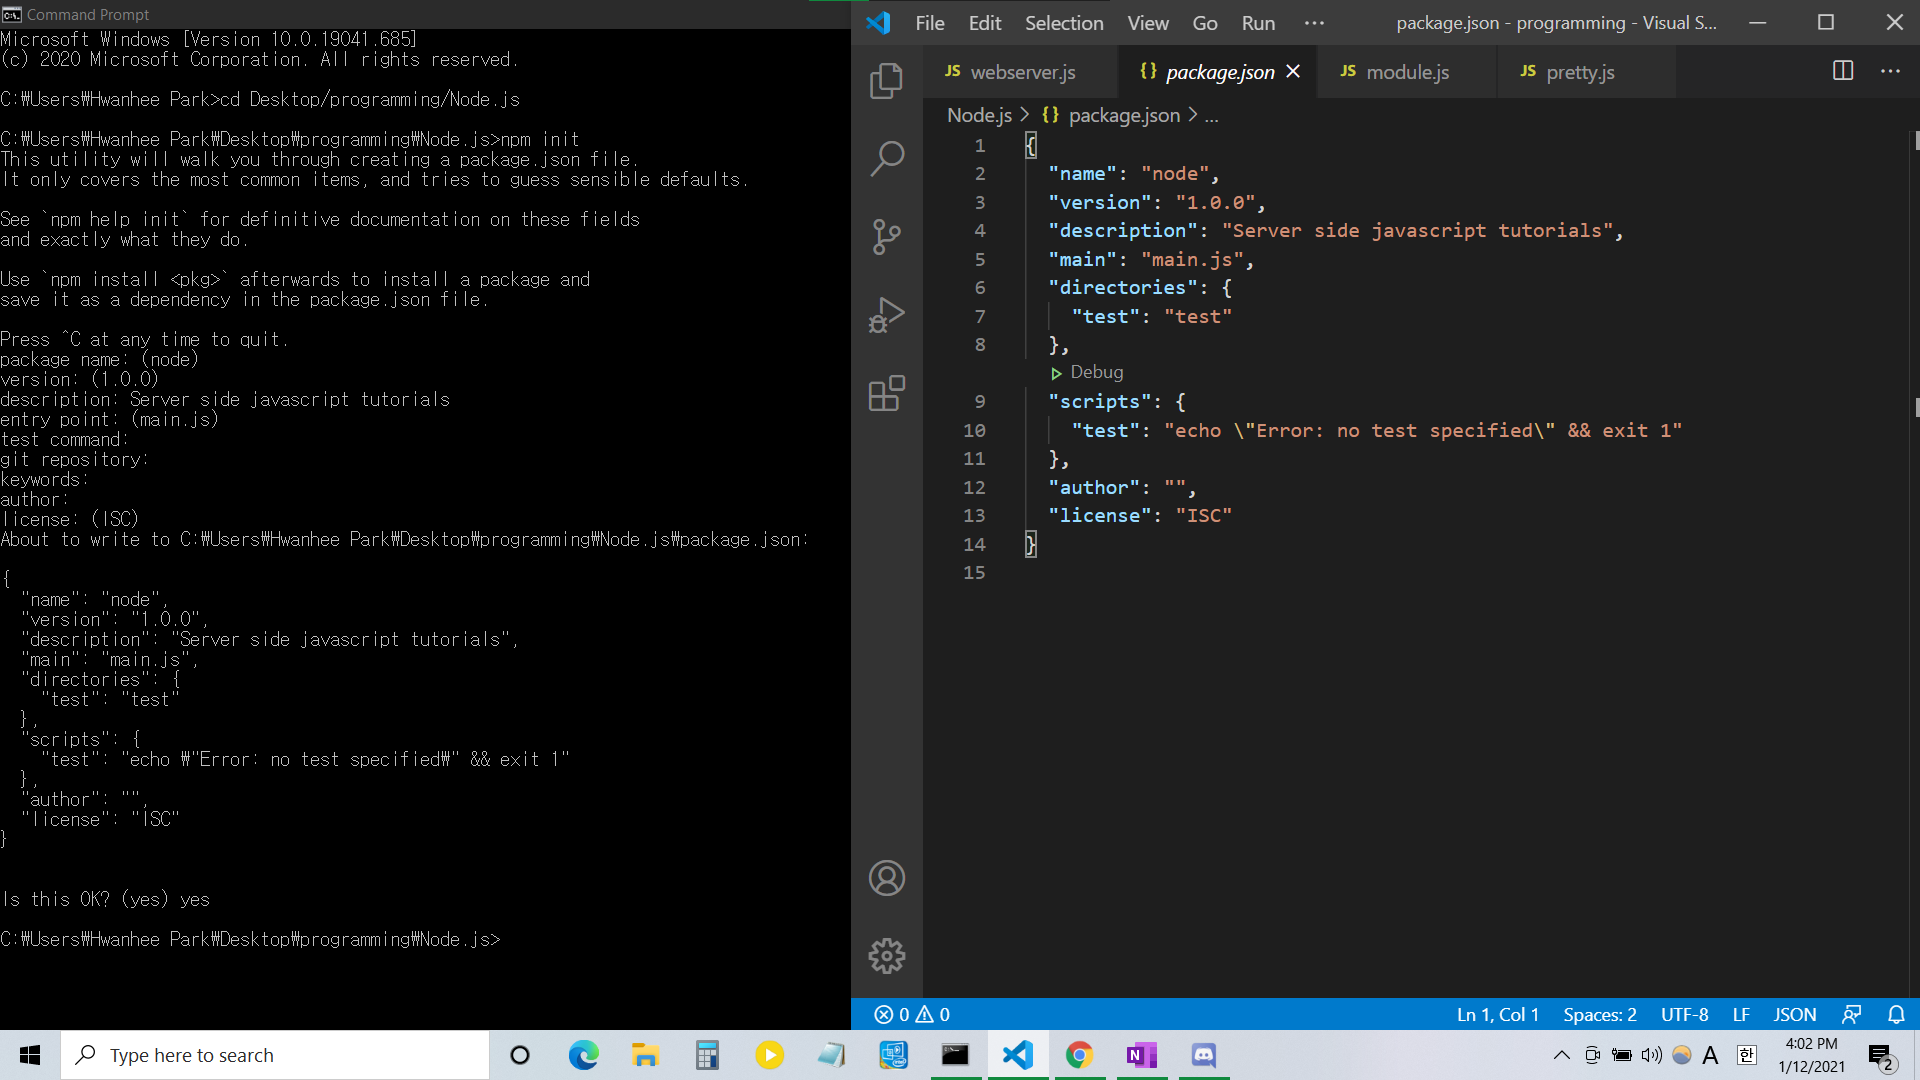 Command Prompt
Microsoft Windows [Version 10.0.19041.685]
(c) 2020 Microsoft Corporation. All rights reserved.
C:₩Users₩Hwanhee Park>cd Desktop/programming/Node.js
C:₩Users₩Hwanhee Park₩Desktop₩programming₩Node.js>npm init
This utility will walk you through creating a package.json file.
It only covers the most common items, and tries to guess sensible defaults.
See `npm help init` for definitive documentation on these fields
and exactly what they do.
Use `npm install <pkg>` afterwards to install a package and
save it as a dependency in the package.json file.
Press ^C at any time to quit.
package name: (node)
version: (1.0.0)
description: Server side javascript tutorials
entry point: (main.js)
test command:
git repository:
keywords:
author:
license: (ISC)
About to write to C:₩Users₩Hwanhee Park₩Desktop₩programming₩Node.js₩package.json:
{
  "name": "node",
  "version": "1.0.0",
  "description": "Server side javascript tutorials",
  "main": "main.js",
  "directories": {
    "test": "test"
  },
  "scripts": {
    "test": "echo ₩"Error: no test specified₩" && exit 1"
  },
  "author": "",
  "license": "ISC"
}
Is this OK? (yes) yes
C:₩Users₩Hwanhee Park₩Desktop₩programming₩Node.js>
File Edit Selection View Go Run ··· package.json - programming - Visual S...
JS webserver.js {} package.json JS module.js JS pretty.js ···
Node.js > {} package.json > ...
1 {
2   "name": "node",
3   "version": "1.0.0",
4   "description": "Server side javascript tutorials",
5   "main": "main.js",
6   "directories": {
7     "test": "test"
8   },
Debug
9   "scripts": {
10     "test": "echo \"Error: no test specified\" && exit 1"
11   },
12   "author": "",
13   "license": "ISC"
14 }
15
0 0 Ln 1, Col 1 Spaces: 2 UTF-8 LF JSON
Type here to search
A 한 4:02 PM
1/12/2021
2